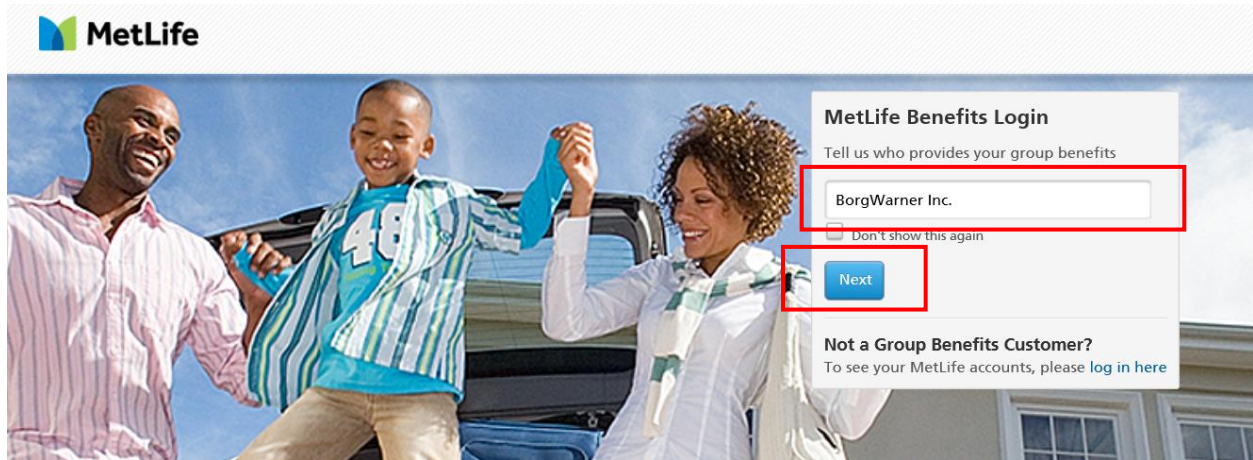 MetLife
MetLife Benefits Login
Tell us who provides your group benefits
BorgWarner Inc.
Don't show this again
Next
Not a Group Benefits Customer?
To see your MetLife accounts, please log in here
48